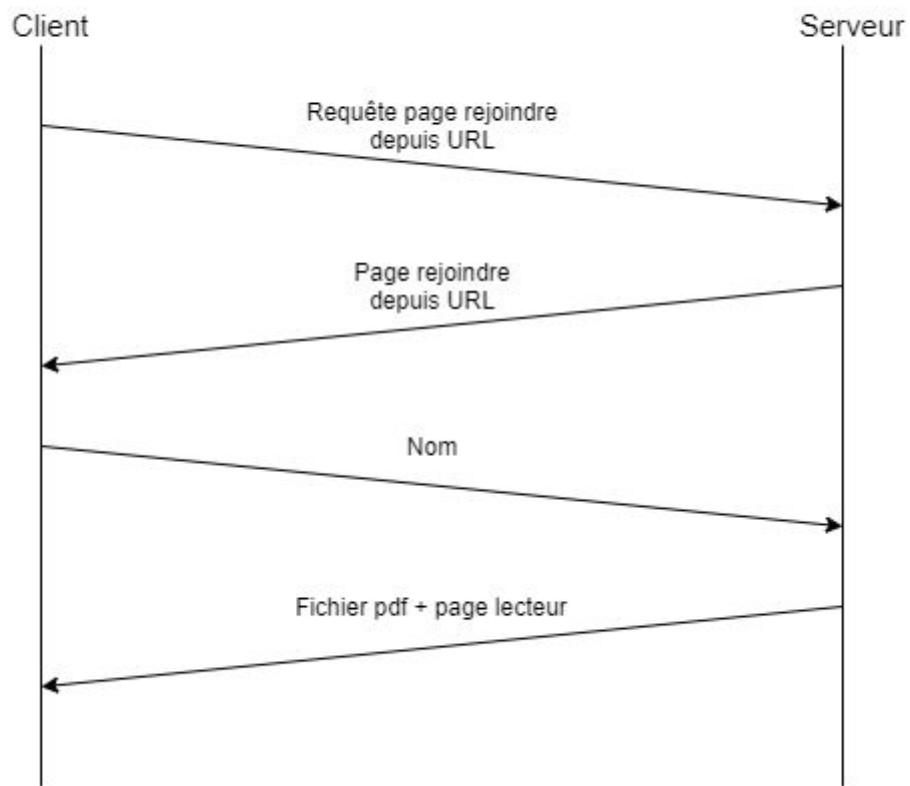 Client
Serveur
Requête page rejoindre
depuis URL
Page rejoindre
depuis URL
Nom
Fichier pdf + page lecteur